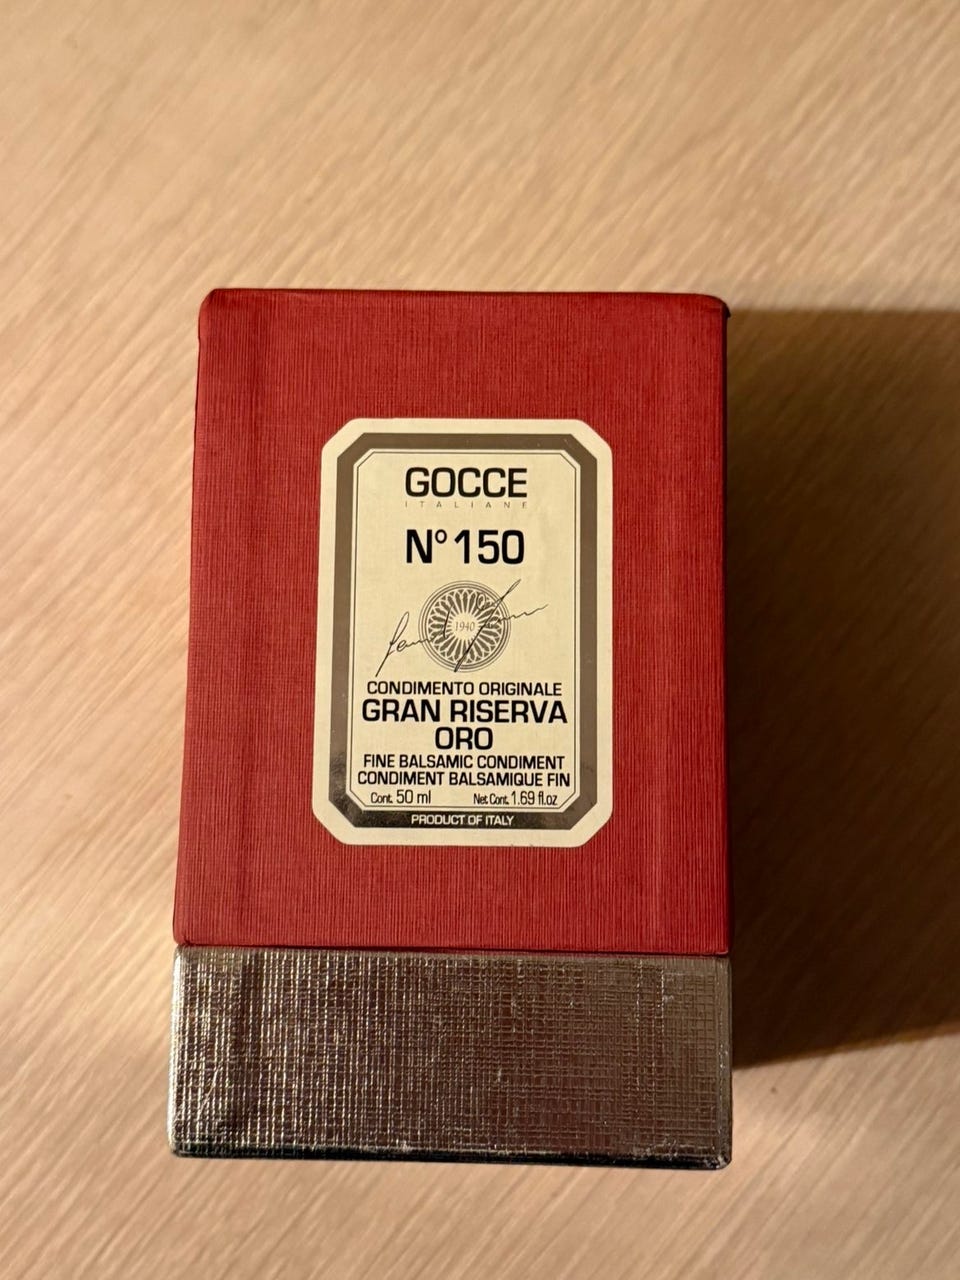 GOCCE
ITALIANE
Nº 150
1940
CONDIMENTO ORIGINALE
GRAN RISERVA
ORO
FINE BALSAMIC CONDIMENT
CONDIMENT BALSAMIQUE FIN
Cont. 50 ml Net Cont. 1.69 fl.oz
PRODUCT OF ITALY